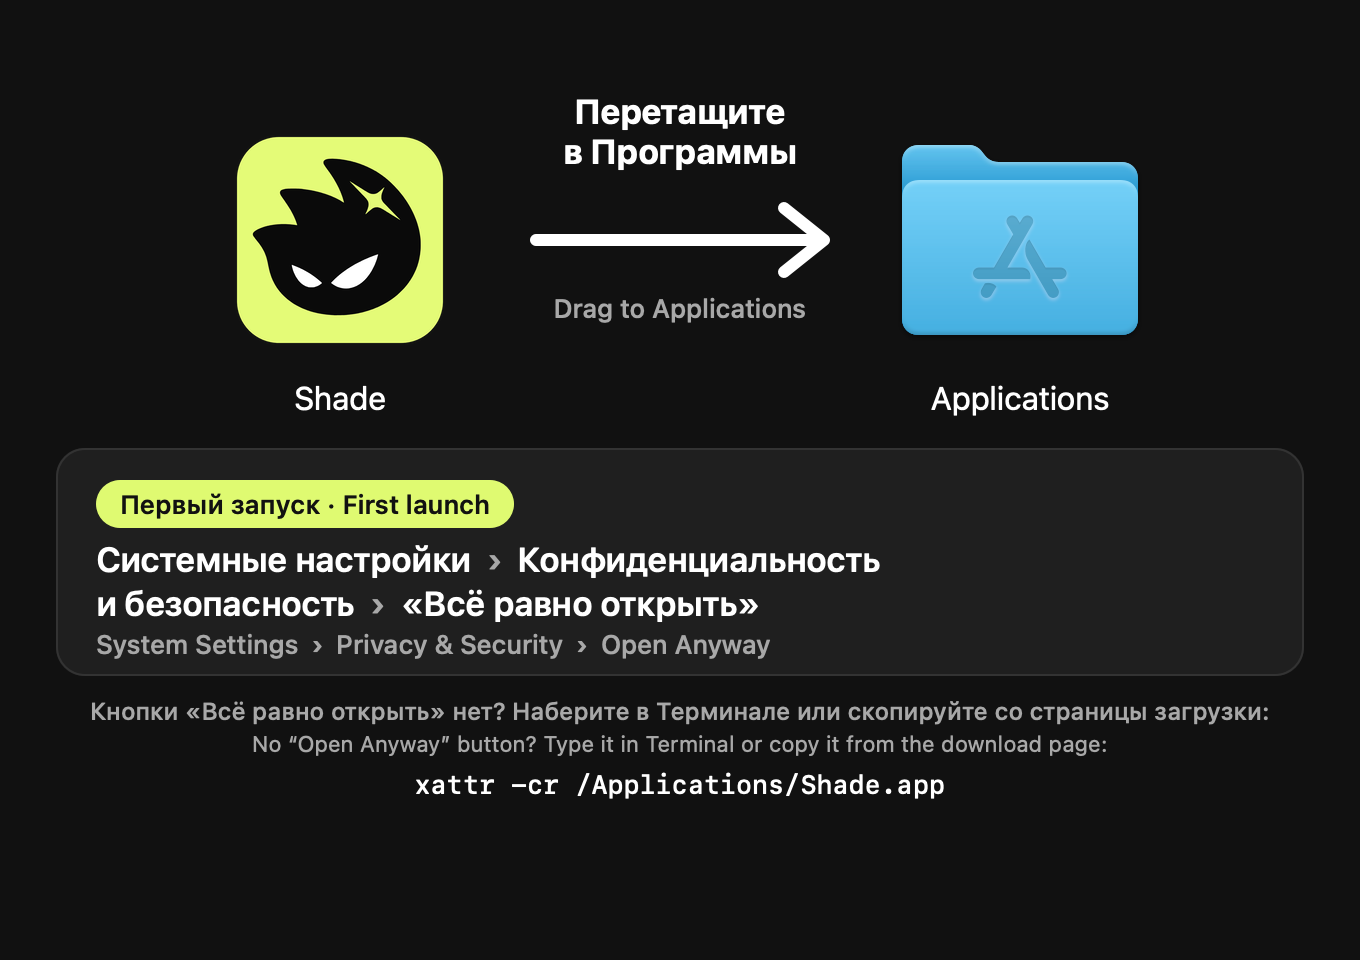 Перетащите
в Программы
Drag to Applications
Shade
Applications
Первый запуск · First launch
Системные настройки › Конфиденциальность
и безопасность › «Всё равно открыть»
System Settings › Privacy & Security › Open Anyway
Кнопки «Всё равно открыть» нет? Наберите в Терминале или скопируйте со страницы загрузки:
No “Open Anyway” button? Type it in Terminal or copy it from the download page:
xattr -cr /Applications/Shade.app